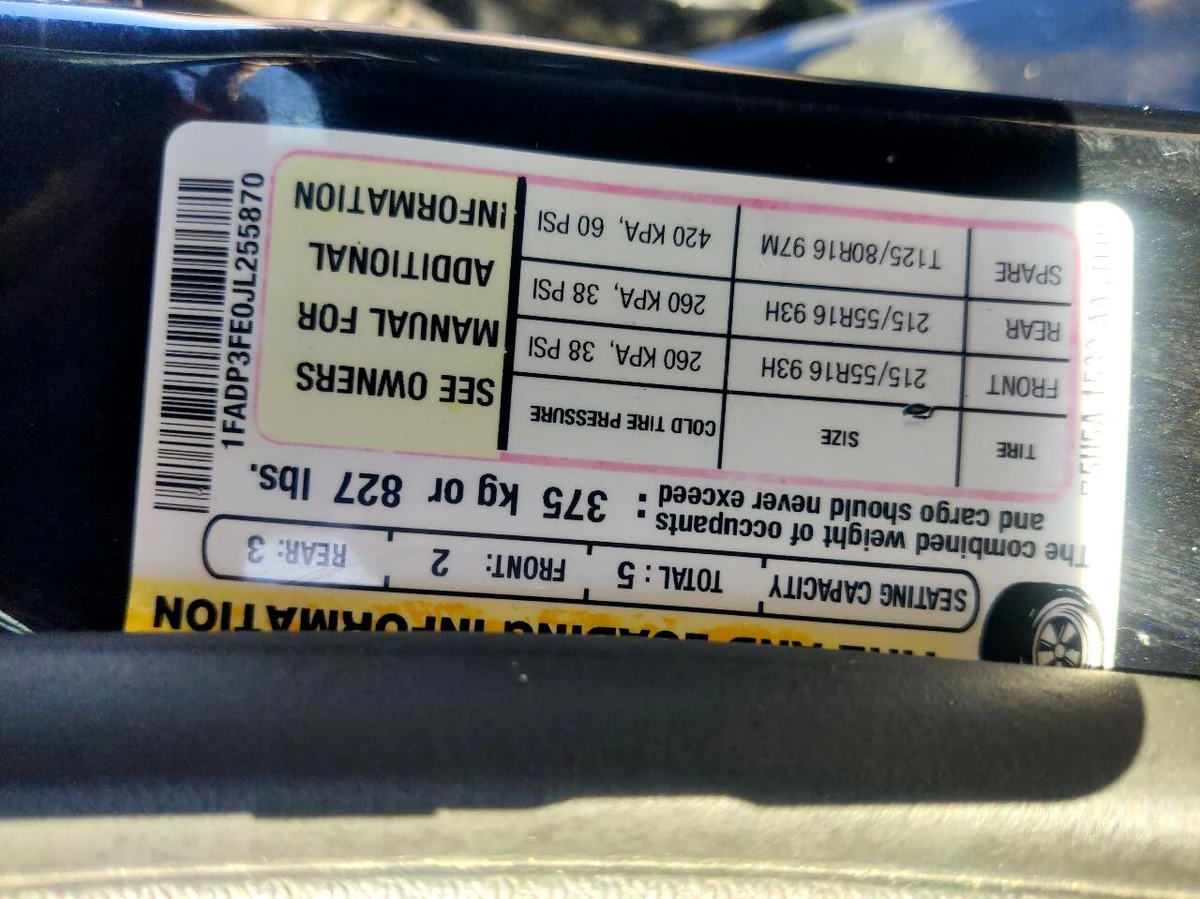 TIRE AND LOADING INFORMATION
SEATING CAPACITY TOTAL : 5 FRONT: 2 REAR: 3
The combined weight of occupants
and cargo should never exceed : 375 kg or 827 lbs.
TIRE SIZE COLD TIRE PRESSURE
FRONT 215/55R16 93H 260 KPA, 38 PSI
REAR 215/55R16 93H 260 KPA, 38 PSI
SPARE T125/80R16 97M 420 KPA, 60 PSI
SEE OWNERS
MANUAL FOR
ADDITIONAL
INFORMATION
1FADP3FE0JL255870